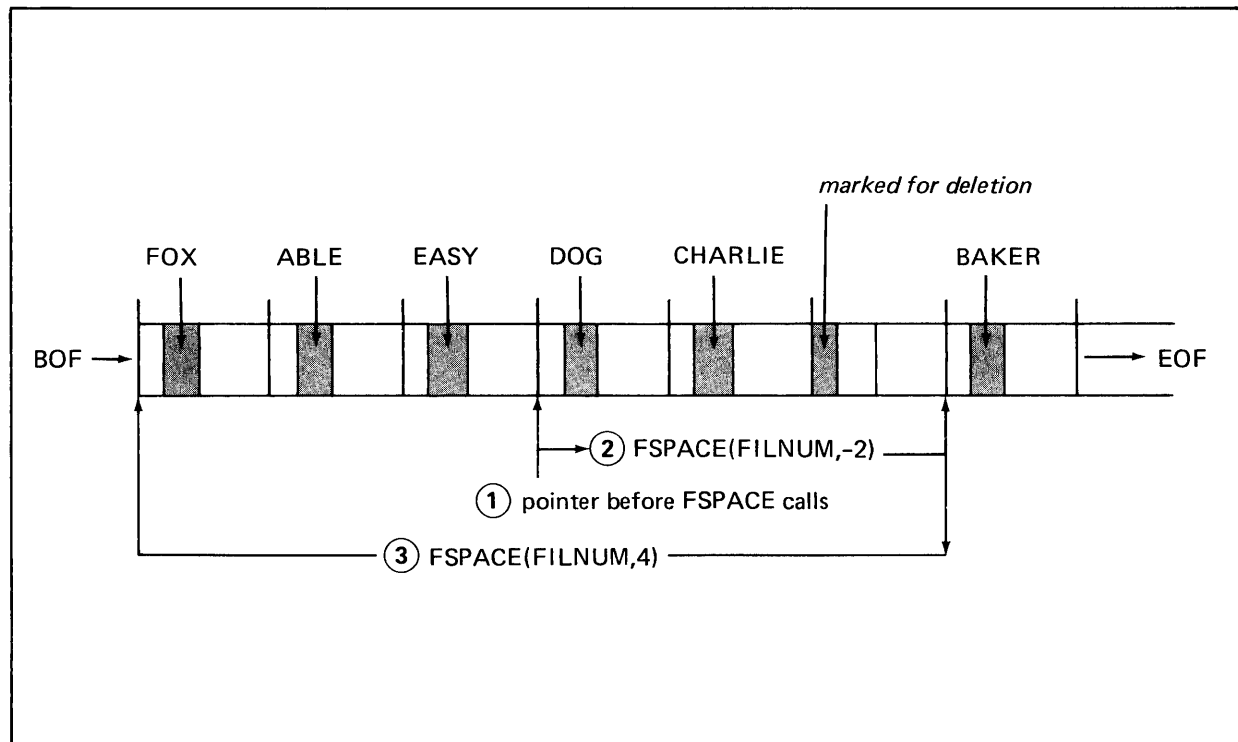 marked for deletion
FOX ABLE EASY DOG CHARLIE BAKER
BOF EOF
2 FSPACE(FILNUM,-2)
1 pointer before FSPACE calls
3 FSPACE(FILNUM,4)